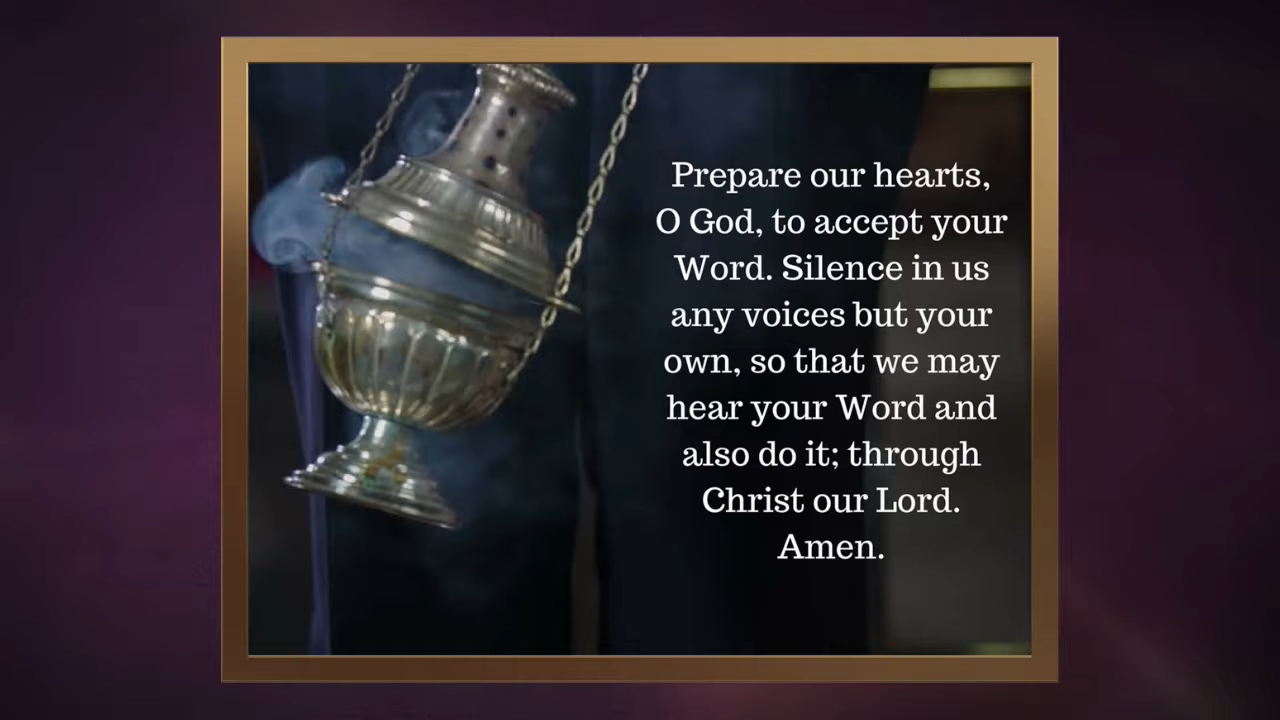 Prepare our hearts,
O God, to accept your
Word. Silence in us
any voices but your
own, so that we may
hear your Word and
also do it; through
Christ our Lord.
Amen.